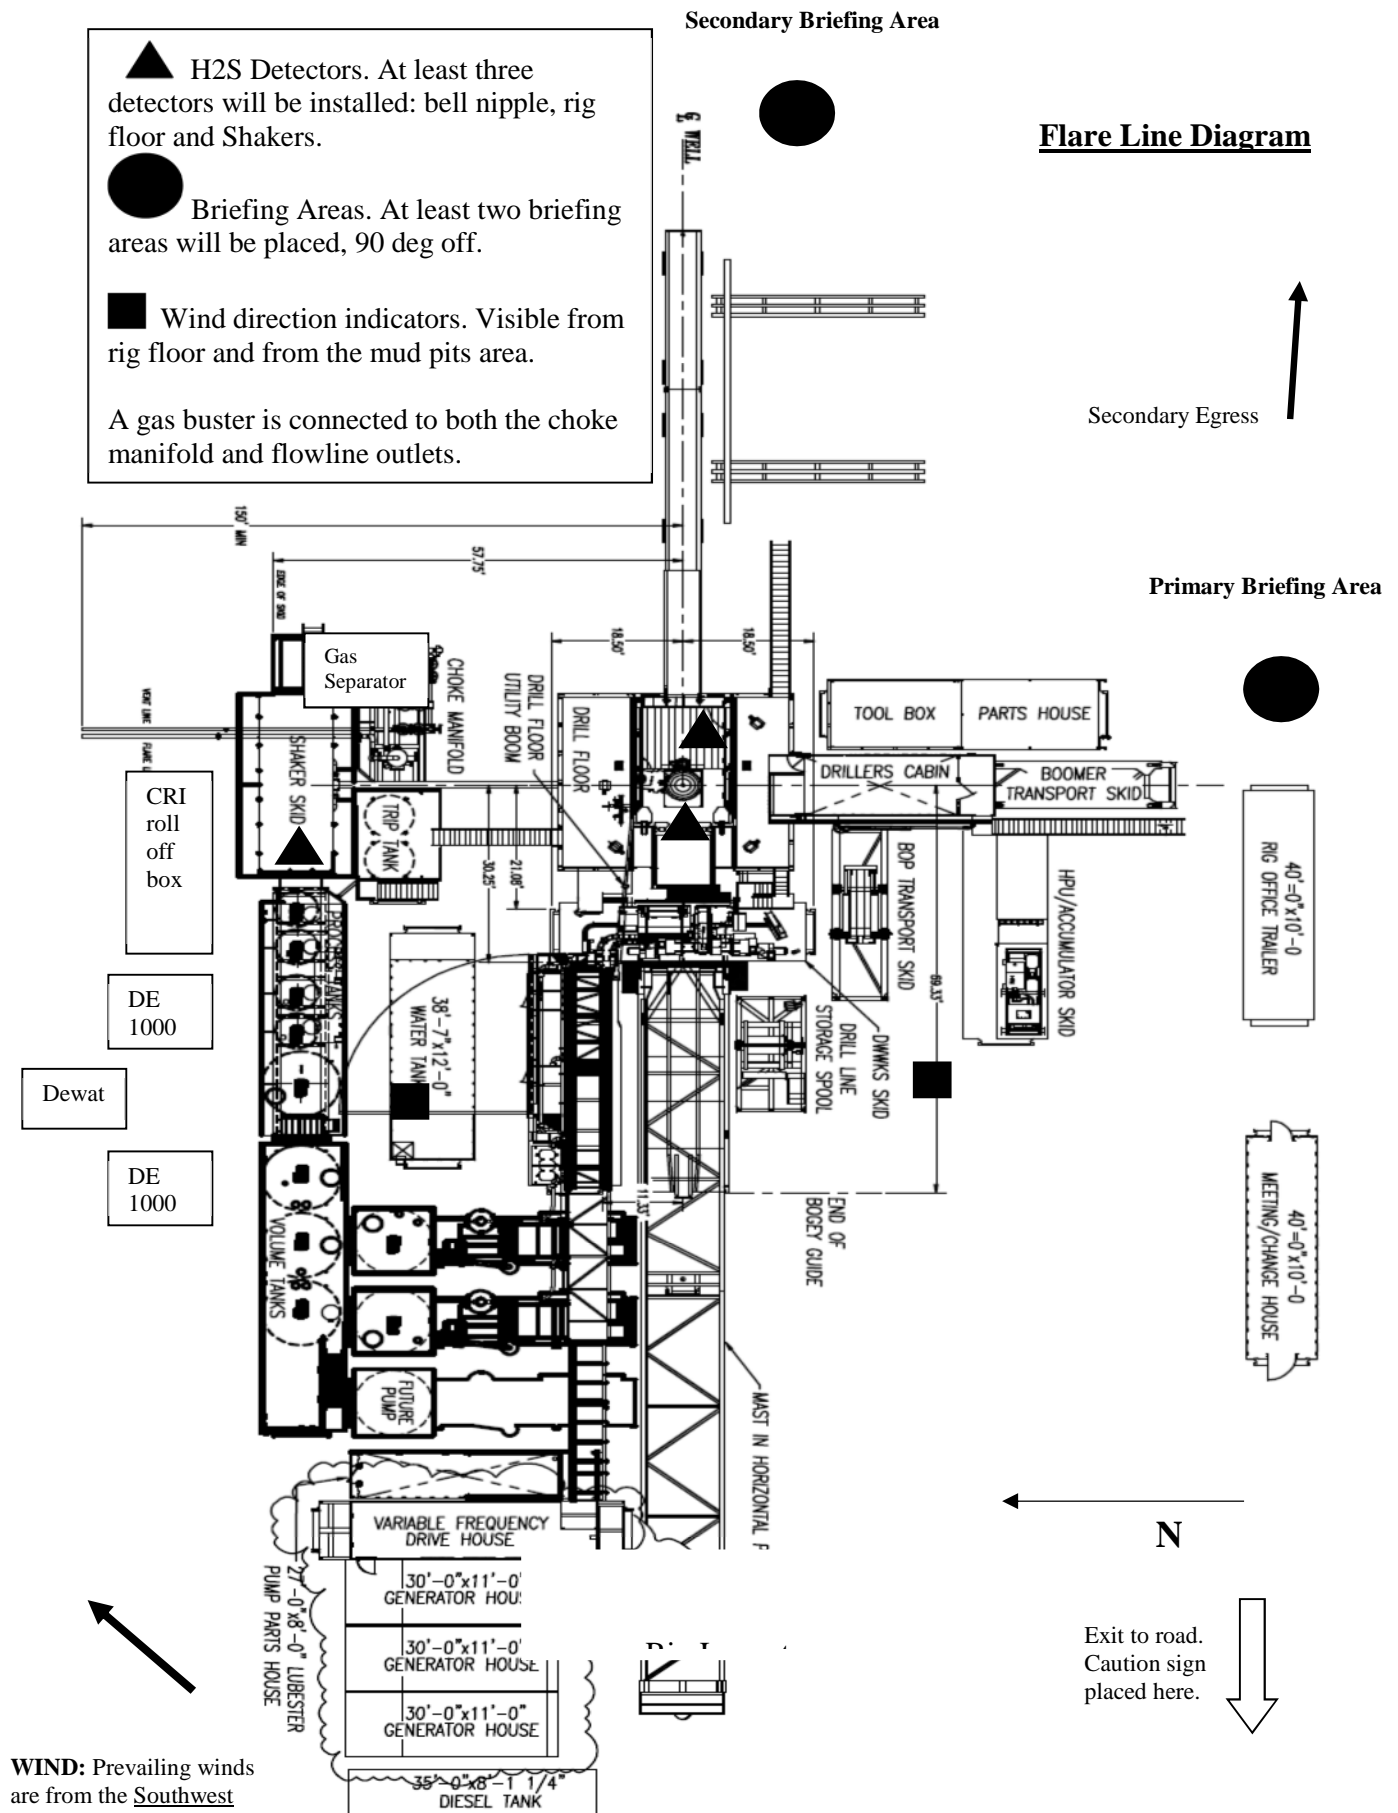 Secondary Briefing Area
H2S Detectors. At least three
detectors will be installed: bell nipple, rig
floor and Shakers.
Briefing Areas. At least two briefing
areas will be placed, 90 deg off.
Wind direction indicators. Visible from
rig floor and from the mud pits area.
A gas buster is connected to both the choke
manifold and flowline outlets.
Flare Line Diagram
℄ WELL
Secondary Egress
150' MIN
57.75'
EDGE OF SKID
Primary Briefing Area
18.50'
18.50'
Gas
Separator
CHOKE MANIFOLD
DRILL FLOOR
UTILITY BOOM
DRILL FLOOR
TOOL BOX
PARTS HOUSE
VENT LINE
SHAKER SKID
DRILLERS CABIN
BOOMER
TRANSPORT SKID
CRI
roll
off
box
TRIP TANK
30.25'
21.08'
BOP TRANSPORT SKID
HPU/ACCUMULATOR SKID
40'=0"x10'-0
RIG OFFICE TRAILER
PROCESS TANKS
DE
1000
38'-7"x12'-0"
WATER TANK
69.33'
DWWKS SKID
DRILL LINE
STORAGE SPOOL
Dewat
DE
1000
VOLUME TANKS
11.33'
END OF
BOGEY GUIDE
40'=0"x10'-0
MEETING/CHANGE HOUSE
FUTURE
PUMP
MAST IN HORIZONTAL
N
VARIABLE FREQUENCY
DRIVE HOUSE
27'-0"x8'-0" LUBESTER
PUMP PARTS HOUSE
30'-0"x11'-0"
GENERATOR HOUS
30'-0"x11'-0"
GENERATOR HOUSE
30'-0"x11'-0"
GENERATOR HOUSE
Exit to road.
Caution sign
placed here.
WIND: Prevailing winds
are from the Southwest
35'-0"x8'-1 1/4"
DIESEL TANK